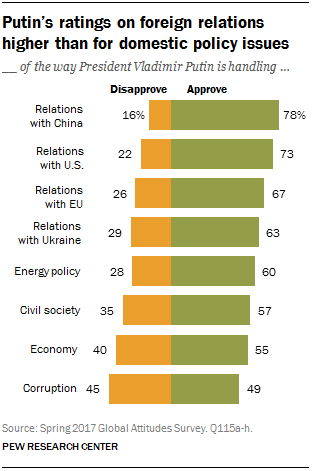 Putin's ratings on foreign relations
higher than for domestic policy issues
__ of the way President Vladimir Putin is handling ...
Disapprove Approve
Relations
with China
16% 78%
Relations
with U.S.
22 73
Relations
with EU
26 67
Relations
with Ukraine
29 63
Energy policy 28 60
Civil society 35 57
Economy 40 55
Corruption 45 49
Source: Spring 2017 Global Attitudes Survey. Q115a-h.
PEW RESEARCH CENTER